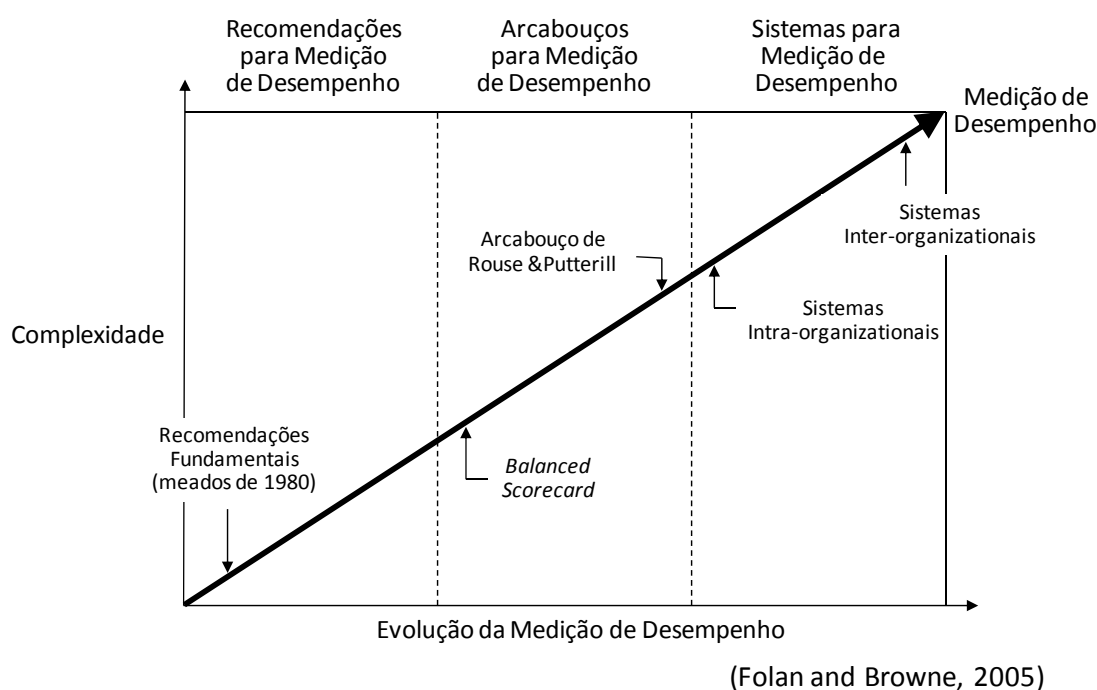 Recomendações
para Medição
de Desempenho
Arcabouços
para Medição
de Desempenho
Sistemas para
Medição de
Desempenho
Medição de
Desempenho
Sistemas
Inter-organizationais
Arcabouço de
Rouse &Putterill
Sistemas
Intra-organizationais
Complexidade
Recomendações
Fundamentais
(meados de 1980)
Balanced
Scorecard
Evolução da Medição de Desempenho
(Folan and Browne, 2005)